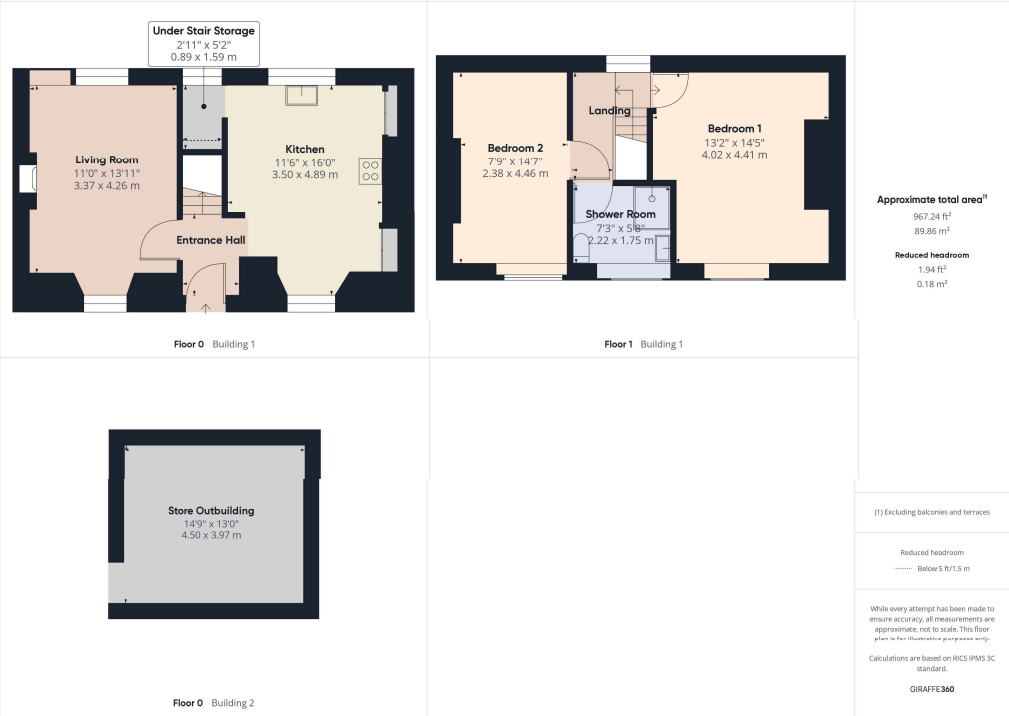 Under Stair Storage
2'11" x 5'2"
0.89 x 1.59 m
Living Room
11'0" x 13'11"
3.37 x 4.26 m
Kitchen
11'6" x 16'0"
3.50 x 4.89 m
Entrance Hall
Floor 0 Building 1
Landing
Bedroom 2
7'9" x 14'7"
2.38 x 4.46 m
Bedroom 1
13'2" x 14'5"
4.02 x 4.41 m
Shower Room
7'3" x 5'8"
2.22 x 1.75 m
Floor 1 Building 1
Approximate total area
967.24 ft²
89.86 m²
Reduced headroom
1.94 ft²
0.18 m²
Store Outbuilding
14'9" x 13'0"
4.50 x 3.97 m
Floor 0 Building 2
(1) Excluding balconies and terraces
Reduced headroom
Below 5 ft/1.5 m
While every attempt has been made to
ensure accuracy, all measurements are
approximate, not to scale. This floor
plan is for illustrative purposes only.
Calculations are based on RICS IPMS 3C
standard.
GIRAFFE360